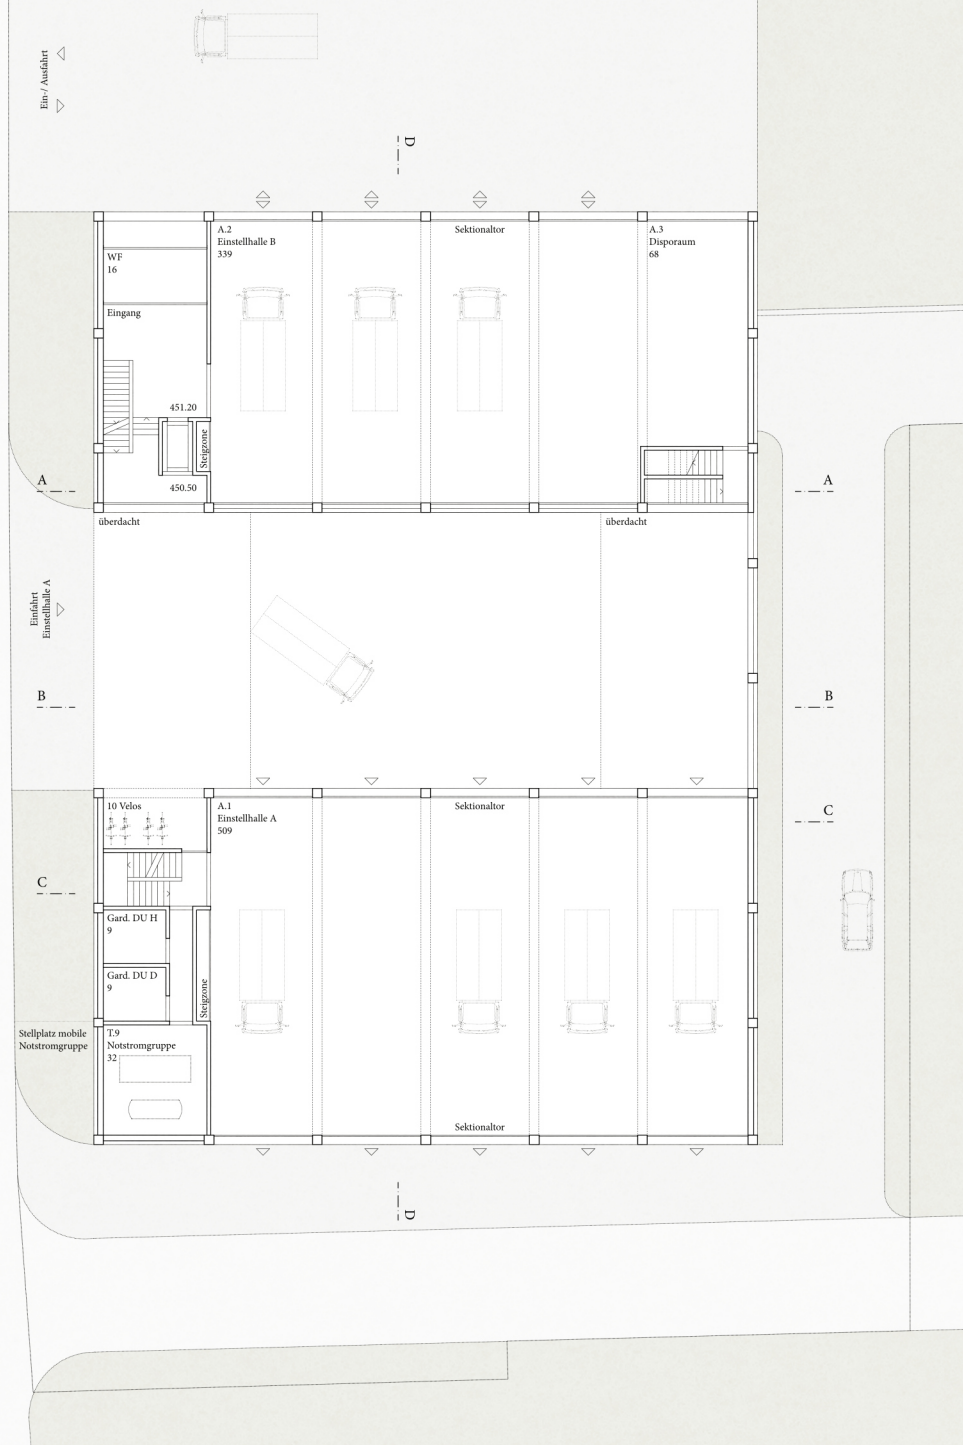 Ein-/ Ausfahrt
D
A.2
Einstellhalle B
339
Sektionaltor
A.3
Disporaum
68
WF
16
Eingang
451.20
Steigzone
450.50
A
A
überdacht
überdacht
Einfahrt
Einstellhalle A
B
B
10 Velos
A.1
Einstellhalle A
509
Sektionaltor
C
C
Gard. DU H
9
Gard. DU D
9
Steigzone
Stellplatz mobile
Notstromgruppe
T.9
Notstromgruppe
32
Sektionaltor
D